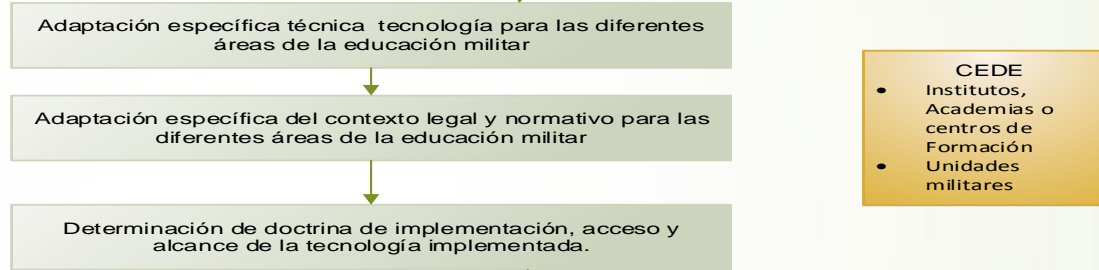 Adaptación específica técnica tecnología para las diferentes
áreas de la educación militar
Adaptación específica del contexto legal y normativo para las
diferentes áreas de la educación militar
Determinación de doctrina de implementación, acceso y
alcance de la tecnología implementada.
CEDE
• Institutos,
Academias o
centros de
Formación
• Unidades
militares